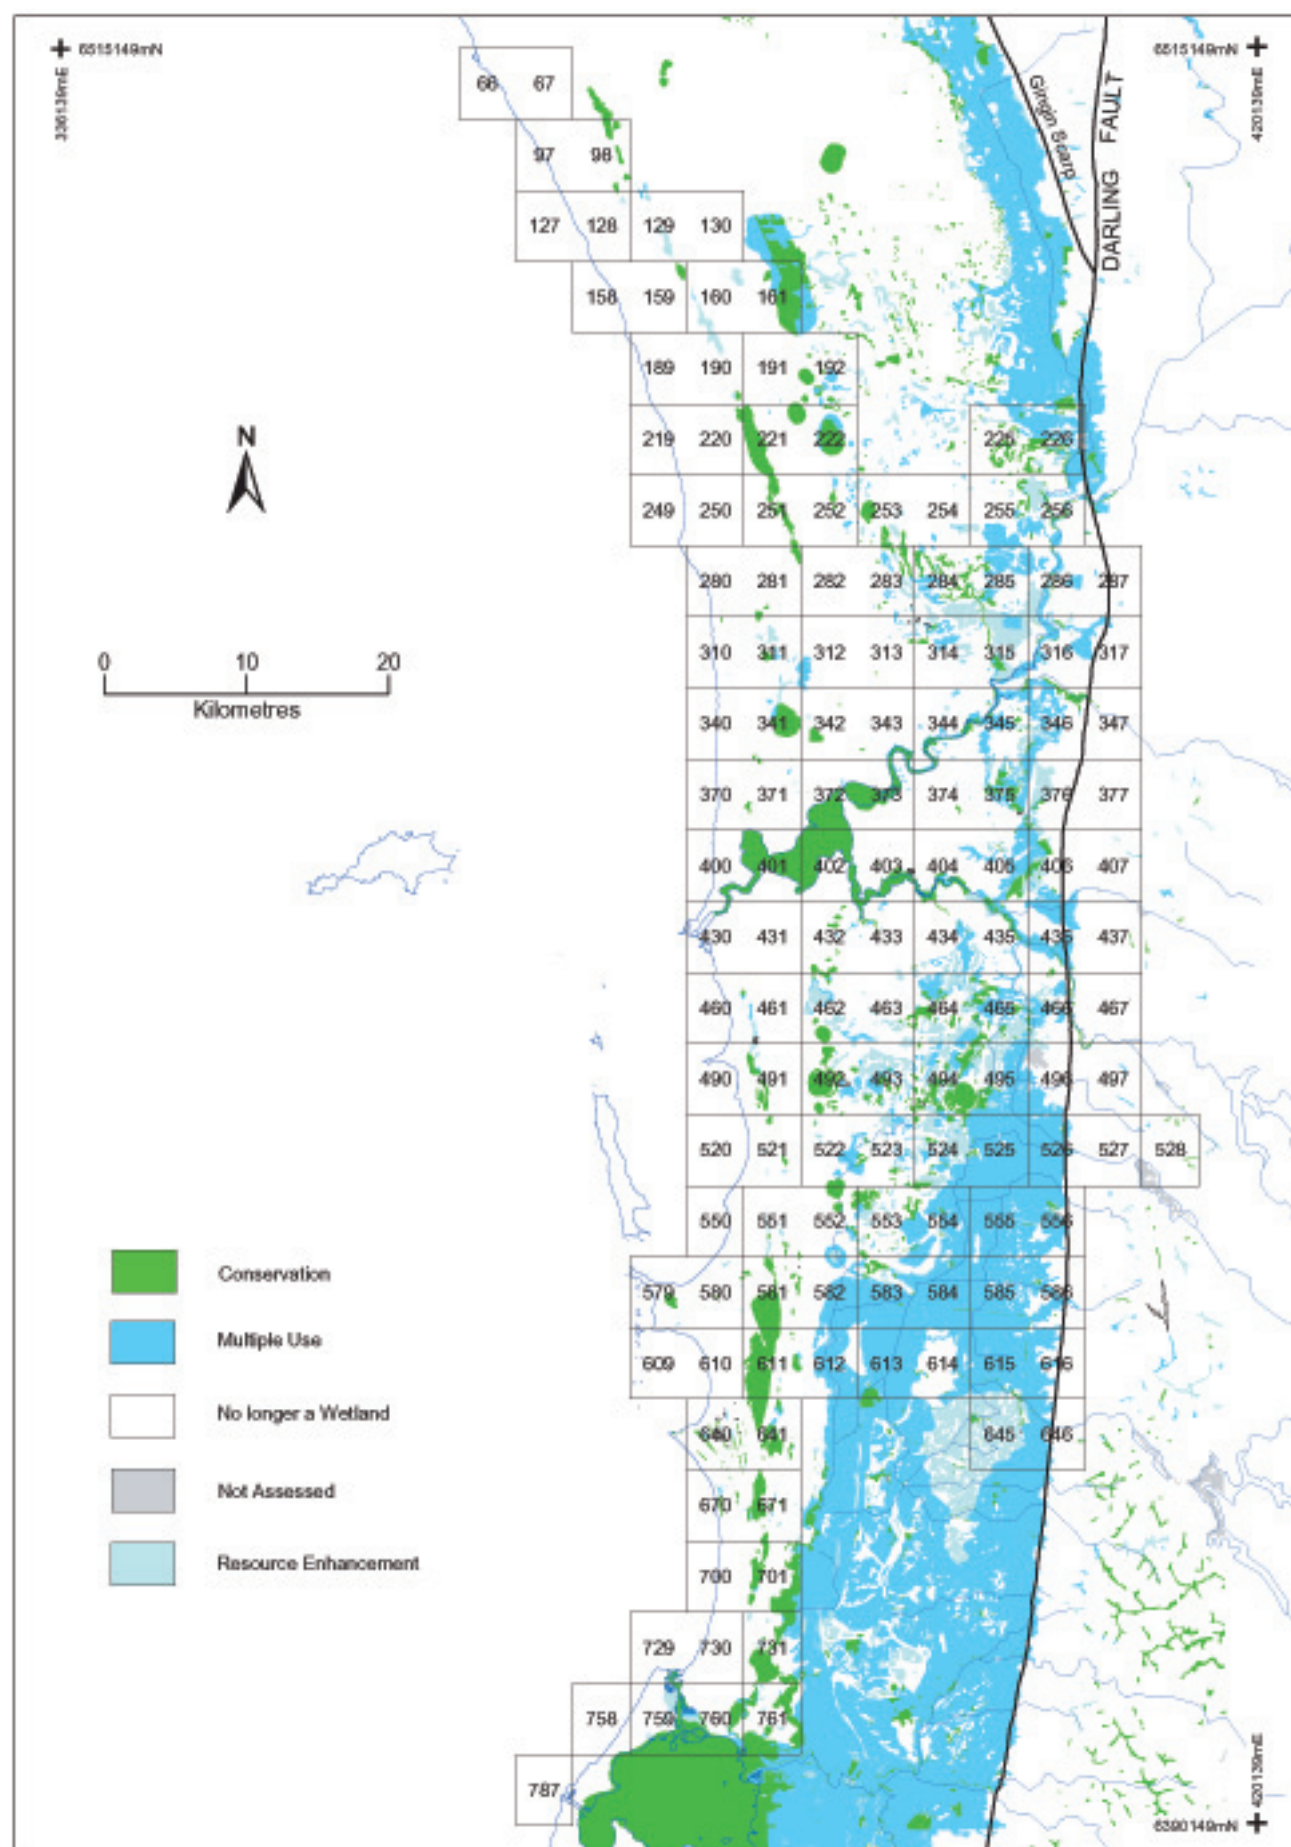 6515149mN
6515149mN
336139mE
420139mE
Gingin Scarp
DARLING FAULT
66 67
97 98
127 128 129 130
158 159 160 161
189 190 191 192
N
219 220 221 222 225 226
249 250 251 252 253 254 255 256
280 281 282 283 284 285 286 287
0 10 20
Kilometres
310 311 312 313 314 315 316 317
340 341 342 343 344 345 346 347
370 371 372 373 374 375 376 377
400 401 402 403 404 405 406 407
430 431 432 433 434 435 436 437
460 461 462 463 464 465 466 467
490 491 492 493 494 495 496 497
520 521 522 523 524 525 526 527 528
550 551 552 553 554 555 556
Conservation
579 580 581 582 583 584 585 586
Multiple Use
609 610 611 612 613 614 615 616
No longer a Wetland
640 641 645 646
Not Assessed
670 671
Resource Enhancement
700 701
729 730 731
758 759 760 761
787
420139mE
6390149mN